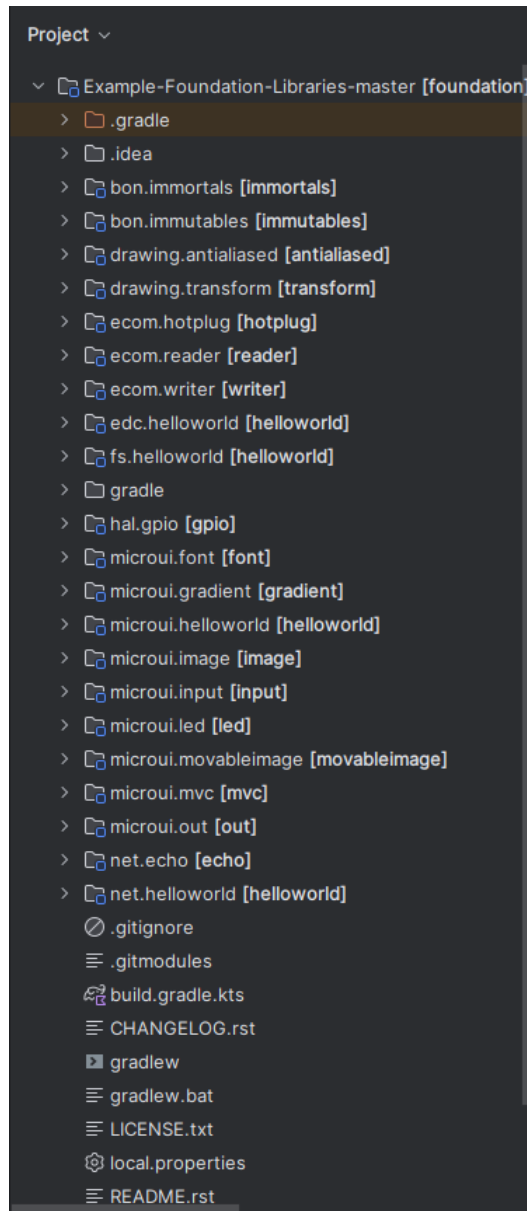 Project
Example-Foundation-Libraries-master [foundation]
.gradle
.idea
bon.immortals [immortals]
bon.immutables [immutables]
drawing.antialiased [antialiased]
drawing.transform [transform]
ecom.hotplug [hotplug]
ecom.reader [reader]
ecom.writer [writer]
edc.helloworld [helloworld]
fs.helloworld [helloworld]
gradle
hal.gpio [gpio]
microui.font [font]
microui.gradient [gradient]
microui.helloworld [helloworld]
microui.image [image]
microui.input [input]
microui.led [led]
microui.movableimage [movableimage]
microui.mvc [mvc]
microui.out [out]
net.echo [echo]
net.helloworld [helloworld]
.gitignore
.gitmodules
build.gradle.kts
CHANGELOG.rst
gradlew
gradlew.bat
LICENSE.txt
local.properties
README.rst